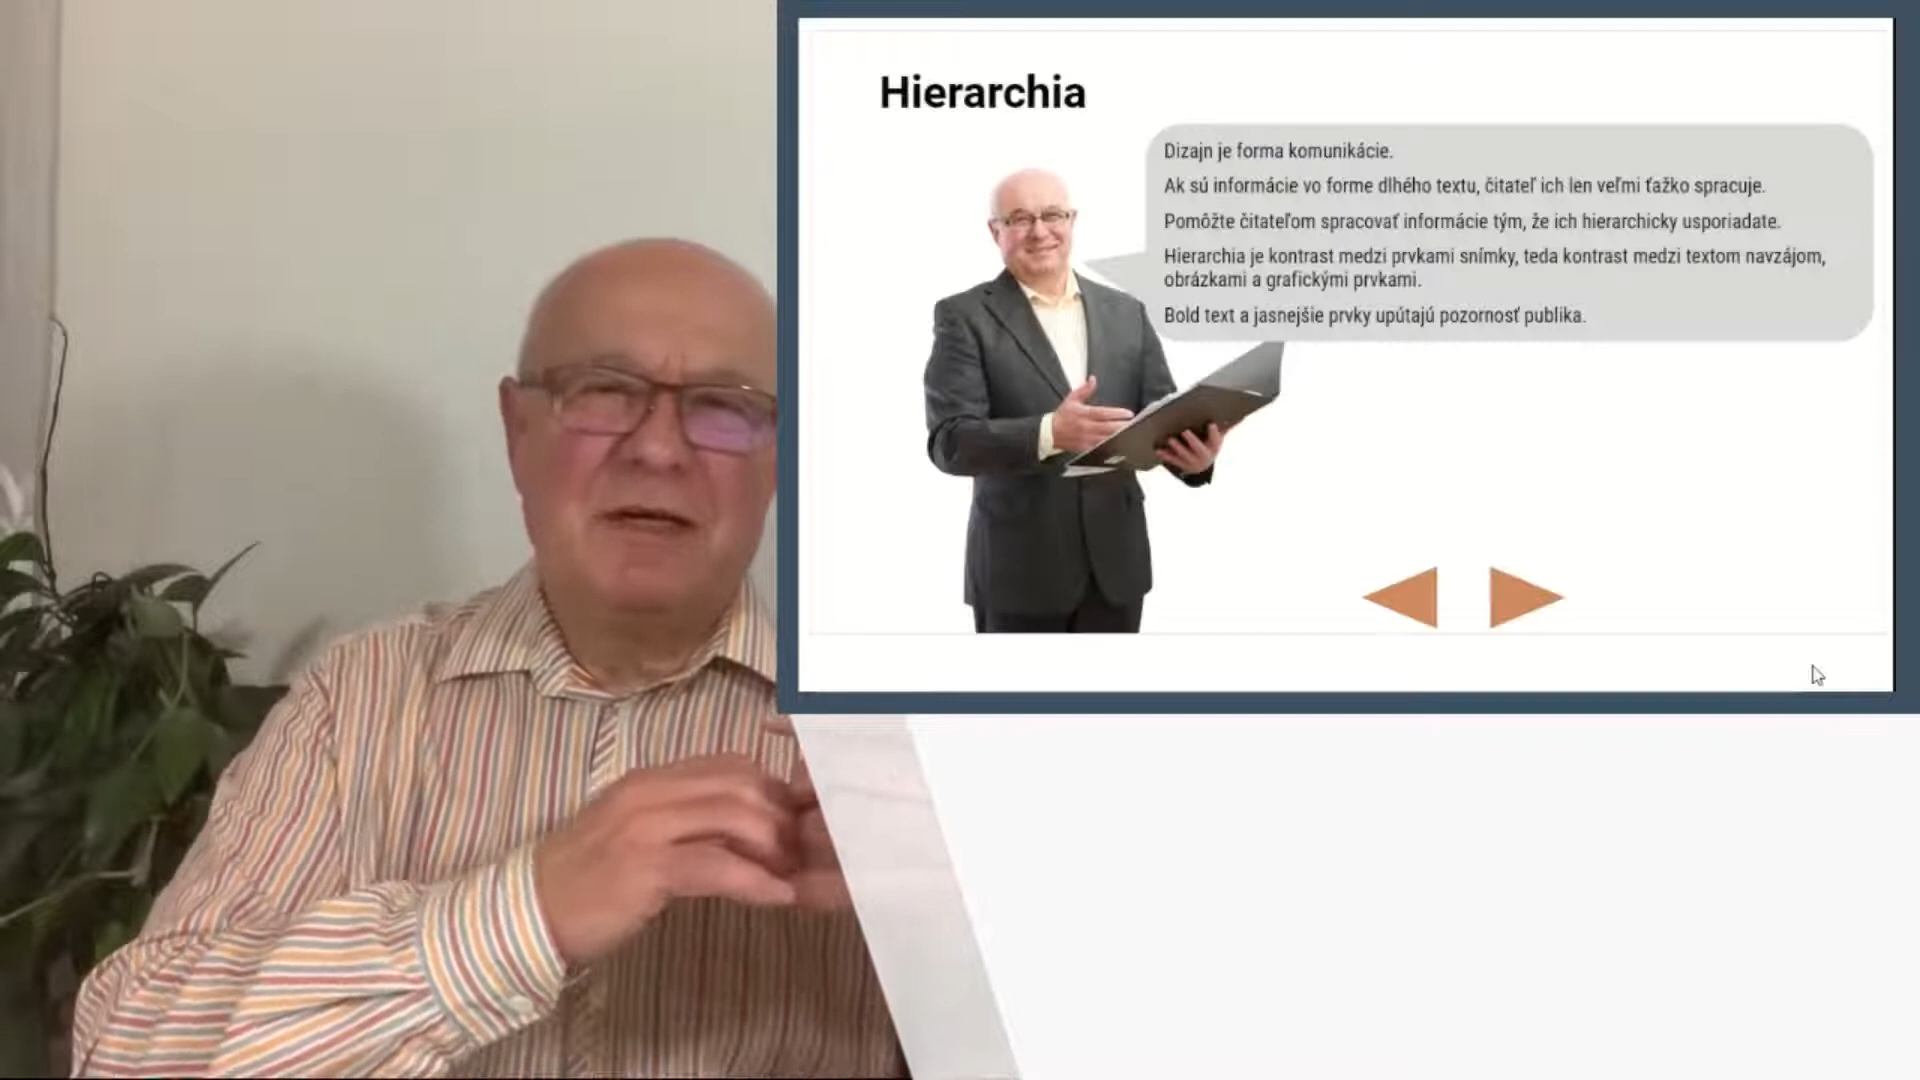 Hierarchia
Dizajn je forma komunikácie.
Ak sú informácie vo forme dlhého textu, čitateľ ich len veľmi ťažko spracuje.
Pomôžte čitateľom spracovať informácie tým, že ich hierarchicky usporiadate.
Hierarchia je kontrast medzi prvkami snímky, teda kontrast medzi textom navzájom,
obrázkami a grafickými prvkami.
Bold text a jasnejšie prvky upútajú pozornosť publika.